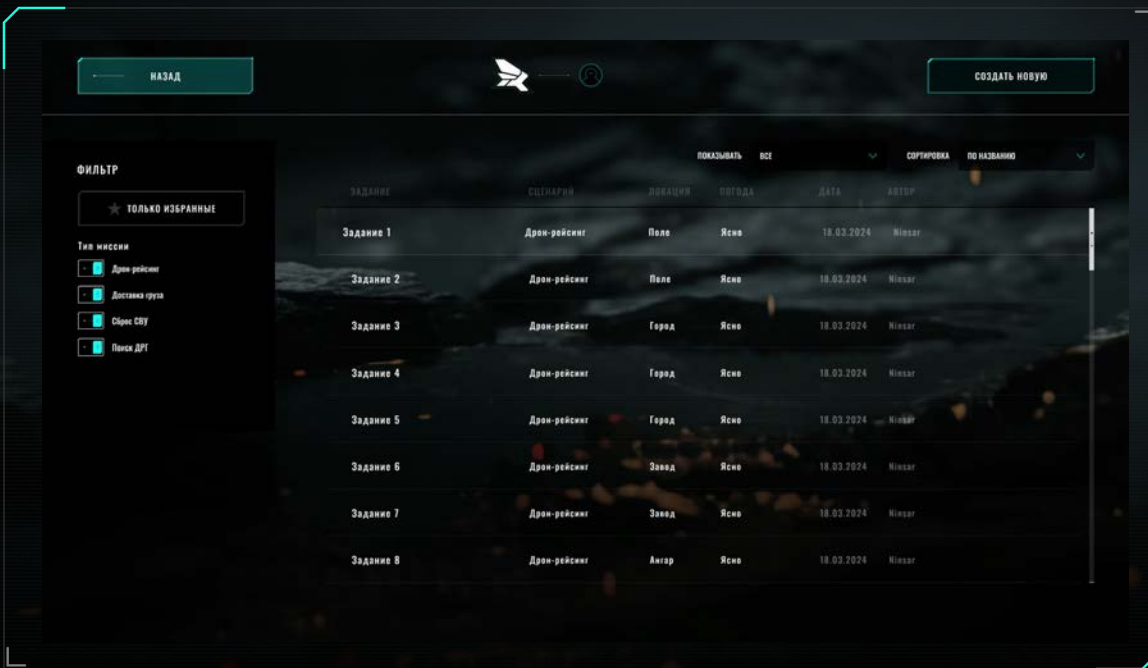 НАЗАД
СОЗДАТЬ НОВУЮ
ФИЛЬТР
ТОЛЬКО ИЗБРАННЫЕ
Тип миссии
Дрон-рейсинг
Доставка груза
Сброс СВУ
Поиск ДРГ
ПОКАЗЫВАТЬ ВСЕ СОРТИРОВКА ПО НАЗВАНИЮ
ЗАДАНИЕ СЦЕНАРИЙ ЛОКАЦИЯ ПОГОДА ДАТА АВТОР
Задание 1 Дрон-рейсинг Поле Ясно 18.03.2024 Ninsar
Задание 2 Дрон-рейсинг Поле Ясно 18.03.2024 Ninsar
Задание 3 Дрон-рейсинг Город Ясно 18.03.2024 Ninsar
Задание 4 Дрон-рейсинг Город Ясно 18.03.2024 Ninsar
Задание 5 Дрон-рейсинг Город Ясно 18.03.2024 Ninsar
Задание 6 Дрон-рейсинг Завод Ясно 18.03.2024 Ninsar
Задание 7 Дрон-рейсинг Завод Ясно 18.03.2024 Ninsar
Задание 8 Дрон-рейсинг Ангар Ясно 18.03.2024 Ninsar